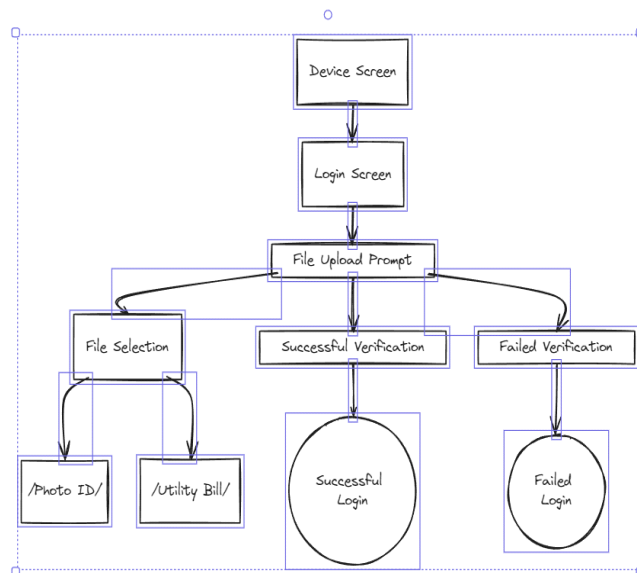 Device Screen
Login Screen
File Upload Prompt
File Selection
Successful Verification
Failed Verification
/Photo ID/
/Utility Bill/
Successful
Login
Failed
Login